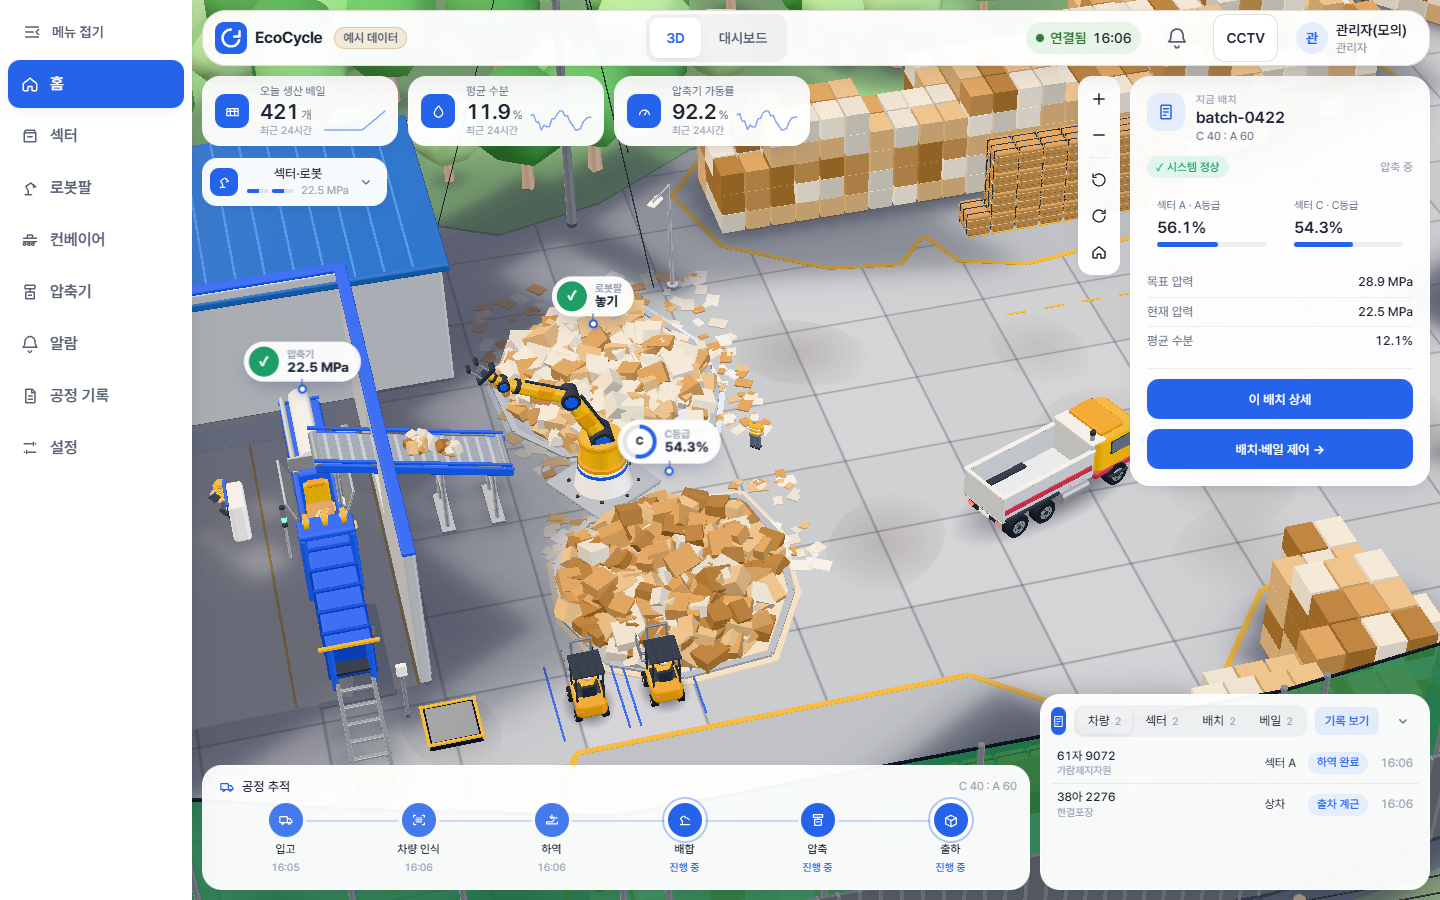 메뉴 접기
홈
섹터
로봇팔
컨베이어
압축기
알람
공정 기록
설정
EcoCycle
예시 데이터
3D
대시보드
연결됨 16:06
CCTV
관
관리자(모의)
관리자
오늘 생산 베일
421 개
최근 24시간
평균 수분
11.9 %
최근 24시간
압축기 가동률
92.2 %
최근 24시간
섹터·로봇
22.5 MPa
지금 배치
batch-0422
C 40 : A 60
✓ 시스템 정상
압축 중
섹터 A · A등급
56.1%
섹터 C · C등급
54.3%
목표 압력 28.9 MPa
현재 압력 22.5 MPa
평균 수분 12.1%
이 배치 상세
배치·베일 제어 →
로봇팔
놓기
압축기
22.5 MPa
C
C등급
54.3%
공정 추적
C 40 : A 60
입고
16:05
차량 인식
16:06
하역
16:06
배합
진행 중
압축
진행 중
출하
진행 중
차량 2
섹터 2
배치 2
베일 2
기록 보기
61자 9072
가람제지자원
섹터 A
하역 완료
16:06
38아 2276
한결포장
상차
출차 계근
16:06